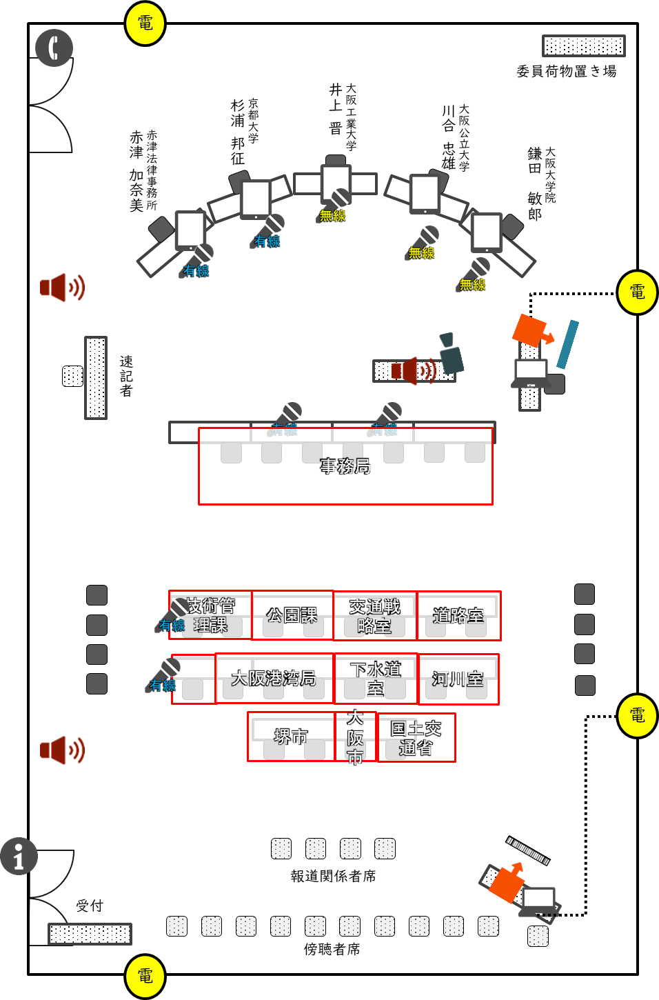 電
委員荷物置き場
大阪工業大学
井上 晋
京都大学
杉浦 邦征
大阪公立大学
川合 忠雄
赤津法律事務所
赤津 加奈美
大阪大学院
鎌田 敏郎
無線
有線
有線
無線
無線
電
速記者
有線
有線
事務局
技術管
理課
公園課
交通戦
略室
道路室
有線
大阪港湾局
下水道
室
河川室
有線
電
堺市
大
阪
市
国土交
通省
報道関係者席
受付
傍聴者席
電